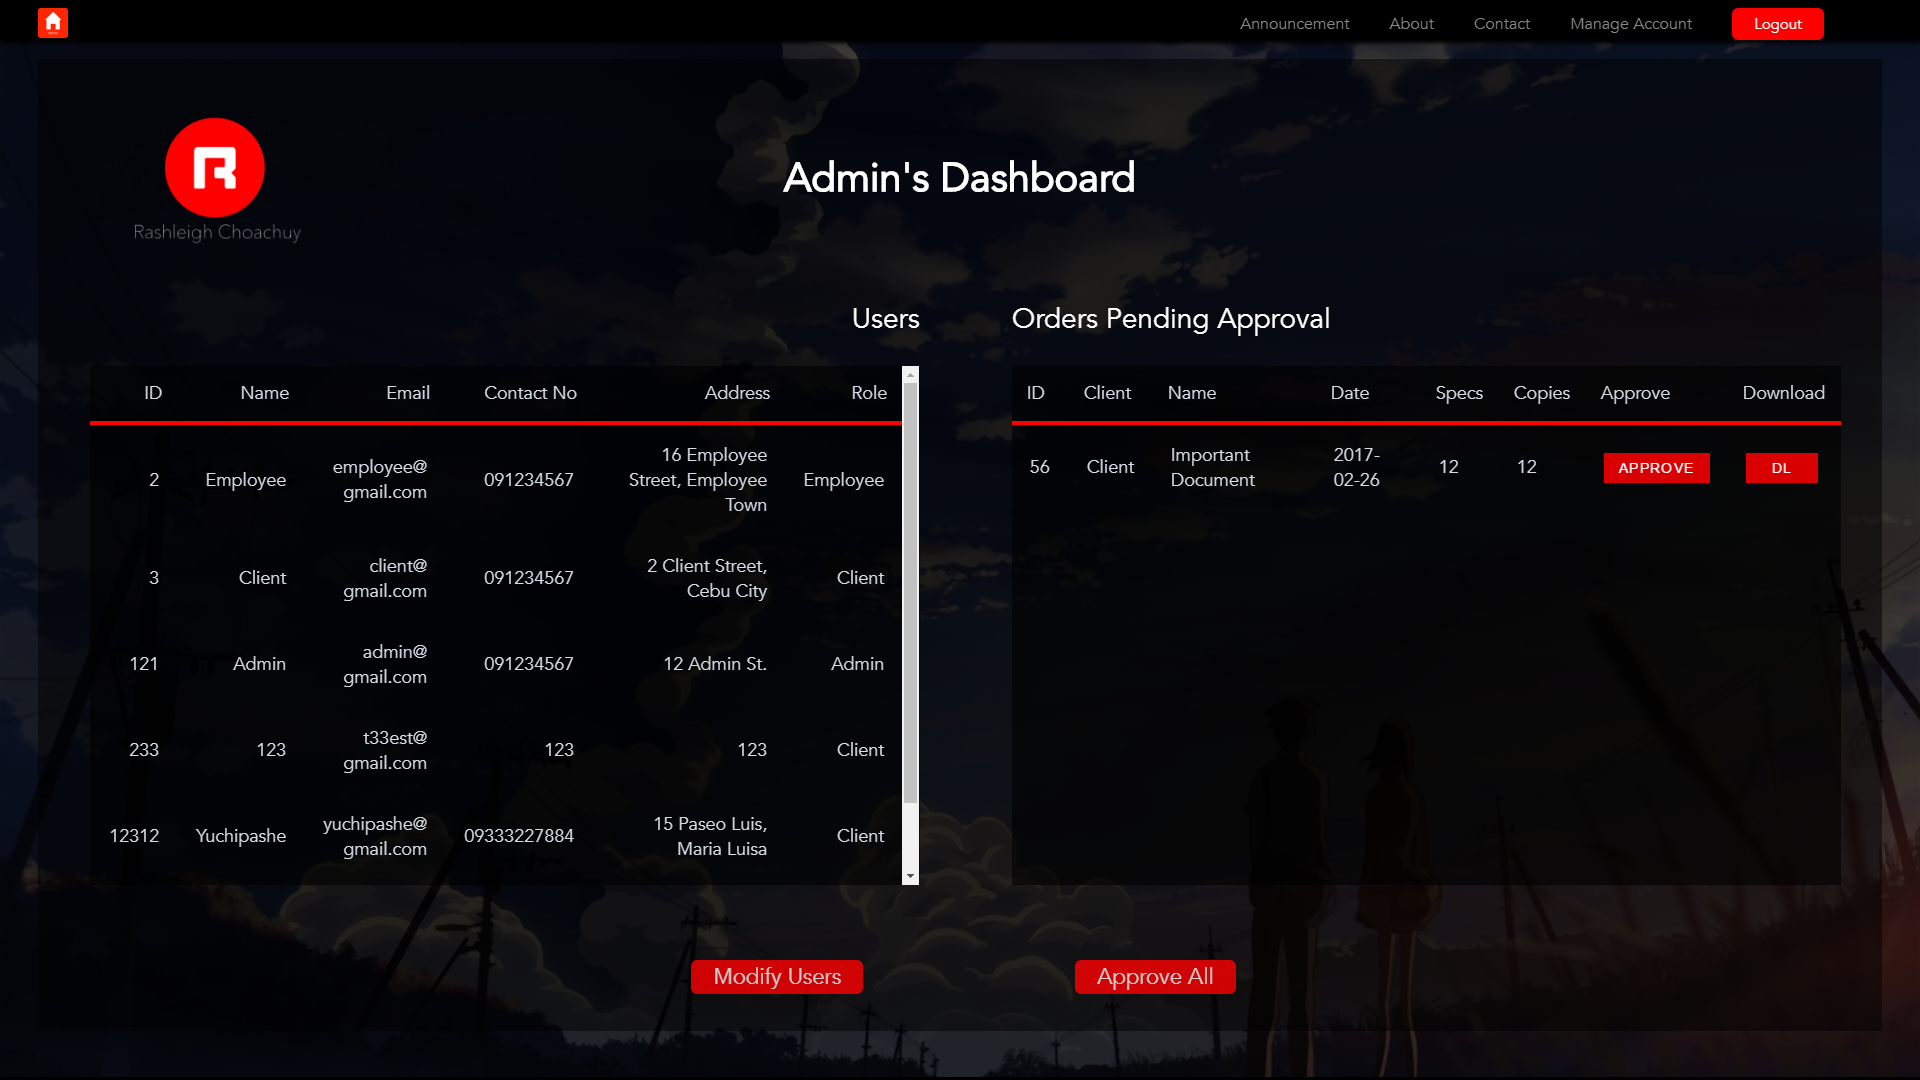 Announcement About Contact Manage Account Logout
R
Rashleigh Choachuy
Admin's Dashboard
Users
ID Name Email Contact No Address Role
2 Employee employee@ 091234567 16 Employee Employee
gmail.com Street, Employee
Town
3 Client client@ 091234567 2 Client Street, Client
gmail.com Cebu City
121 Admin admin@ 091234567 12 Admin St. Admin
gmail.com
233 123 t33est@ 123 123 Client
gmail.com
12312 Yuchipashe yuchipashe@ 09333227884 15 Paseo Luis, Client
gmail.com Maria Luisa
Orders Pending Approval
ID Client Name Date Specs Copies Approve Download
56 Client Important 2017- 12 12 APPROVE DL
Document 02-26
Modify Users
Approve All